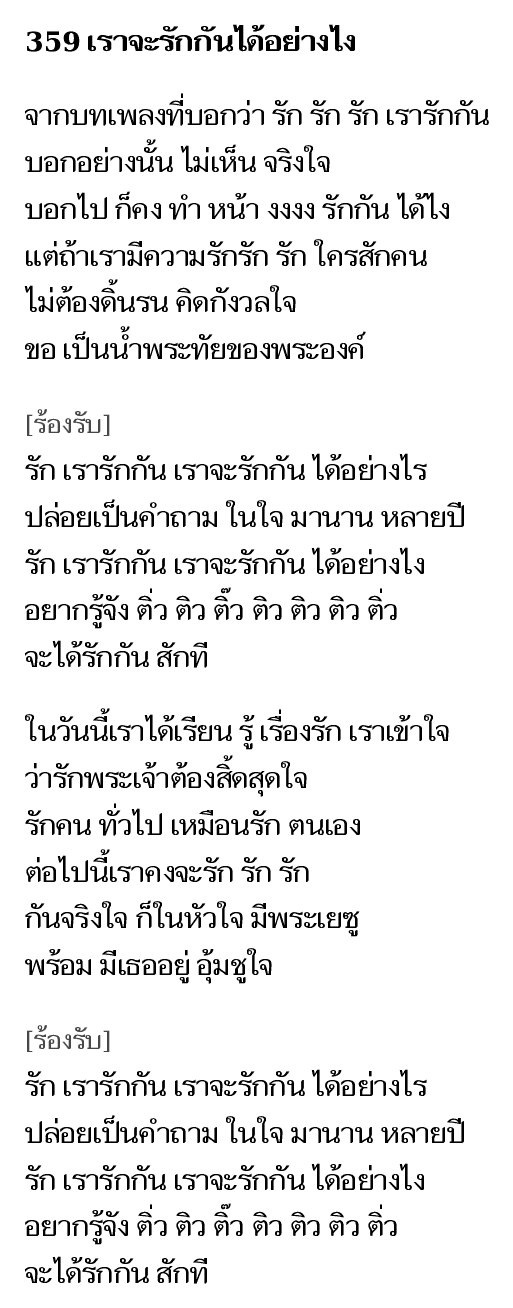 359 เราจะรักกันได้อย่างไง
จากบทเพลงที่บอกว่า รัก รัก รัก เรารักกัน
บอกอย่างนั้น ไม่เห็น จริงใจ
บอกไป ก็คง ทำ หน้า งงงง รักกัน ได้ไง
แต่ถ้าเรามีความรักรัก รัก ใครสักคน
ไม่ต้องดิ้นรน คิดกังวลใจ
ขอ เป็นน้ำพระทัยของพระองค์
[ร้องรับ]
รัก เรารักกัน เราจะรักกัน ได้อย่างไร
ปล่อยเป็นคำถาม ในใจ มานาน หลายปี
รัก เรารักกัน เราจะรักกัน ได้อย่างไง
อยากรู้จัง ติ่ว ติว ติ๊ว ติว ติว ติว ติ่ว
จะได้รักกัน สักที
ในวันนี้เราได้เรียน รู้ เรื่องรัก เราเข้าใจ
ว่ารักพระเจ้าต้องสิ้ดสุดใจ
รักคน ทั่วไป เหมือนรัก ตนเอง
ต่อไปนี้เราคงจะรัก รัก รัก
กันจริงใจ ก็ในหัวใจ มีพระเยซู
พร้อม มีเธออยู่ อุ้มชูใจ
[ร้องรับ]
รัก เรารักกัน เราจะรักกัน ได้อย่างไร
ปล่อยเป็นคำถาม ในใจ มานาน หลายปี
รัก เรารักกัน เราจะรักกัน ได้อย่างไง
อยากรู้จัง ติ่ว ติว ติ๊ว ติว ติว ติว ติ่ว
จะได้รักกัน สักที